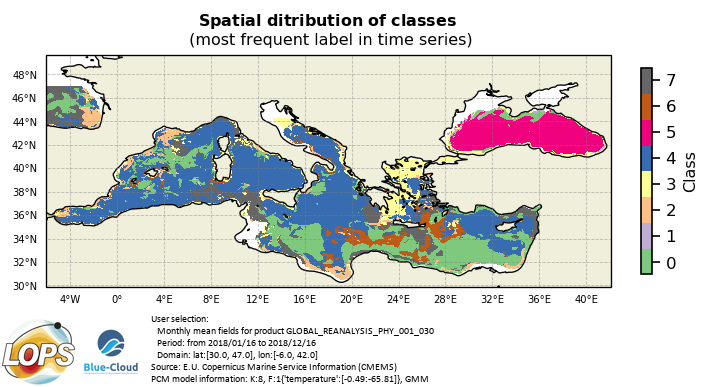 Spatial ditribution of classes
(most frequent label in time series)
48°N
46°N
44°N
42°N
40°N
38°N
36°N
34°N
32°N
30°N
4°W 0° 4°E 8°E 12°E 16°E 20°E 24°E 28°E 32°E 36°E 40°E
7
6
5
4
3
2
1
0
Class
LOPS
Blue-Cloud
User selection:
Monthly mean fields for product GLOBAL_REANALYSIS_PHY_001_030
Period: from 2018/01/16 to 2018/12/16
Domain: lat:[30.0, 47.0], lon:[-6.0, 42.0]
Source: E.U. Copernicus Marine Service Information (CMEMS)
PCM model information: K:8, F:1{'temperature':[-0.49:-65.81]}, GMM